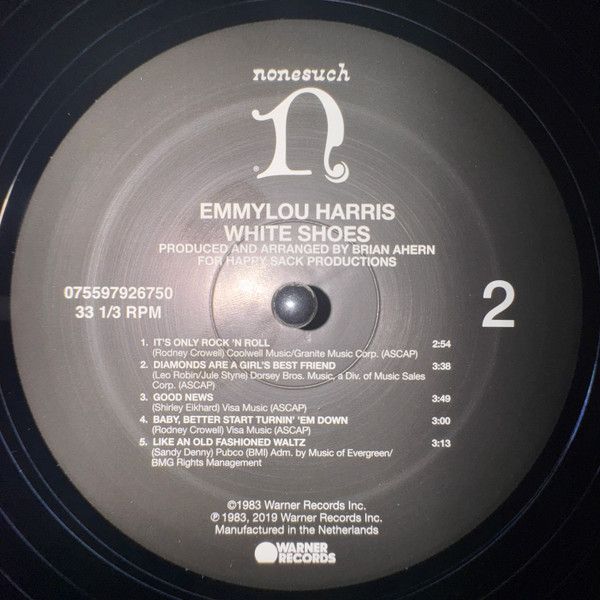 nonesuch
n
EMMYLOU HARRIS
WHITE SHOES
PRODUCED AND ARRANGED BY BRIAN AHERN
FOR HAPPY SACK PRODUCTIONS
075597926750
33 1/3 RPM
2
1. IT'S ONLY ROCK 'N ROLL 2:54
(Rodney Crowell) Coolwell Music/Granite Music Corp. (ASCAP)
2. DIAMONDS ARE A GIRL'S BEST FRIEND 3:38
(Leo Robin/Jule Styne) Dorsey Bros. Music, a Div. of Music Sales
Corp. (ASCAP)
3. GOOD NEWS 3:49
(Shirley Eikhard) Visa Music (ASCAP)
4. BABY, BETTER START TURNIN' 'EM DOWN 3:00
(Rodney Crowell) Visa Music (ASCAP)
5. LIKE AN OLD FASHIONED WALTZ 3:13
(Sandy Denny) Pubco (BMI) Adm. by Music of Evergreen/
BMG Rights Management
©1983 Warner Records Inc.
℗ 1983, 2019 Warner Records Inc.
Manufactured in the Netherlands
WARNER
RECORDS